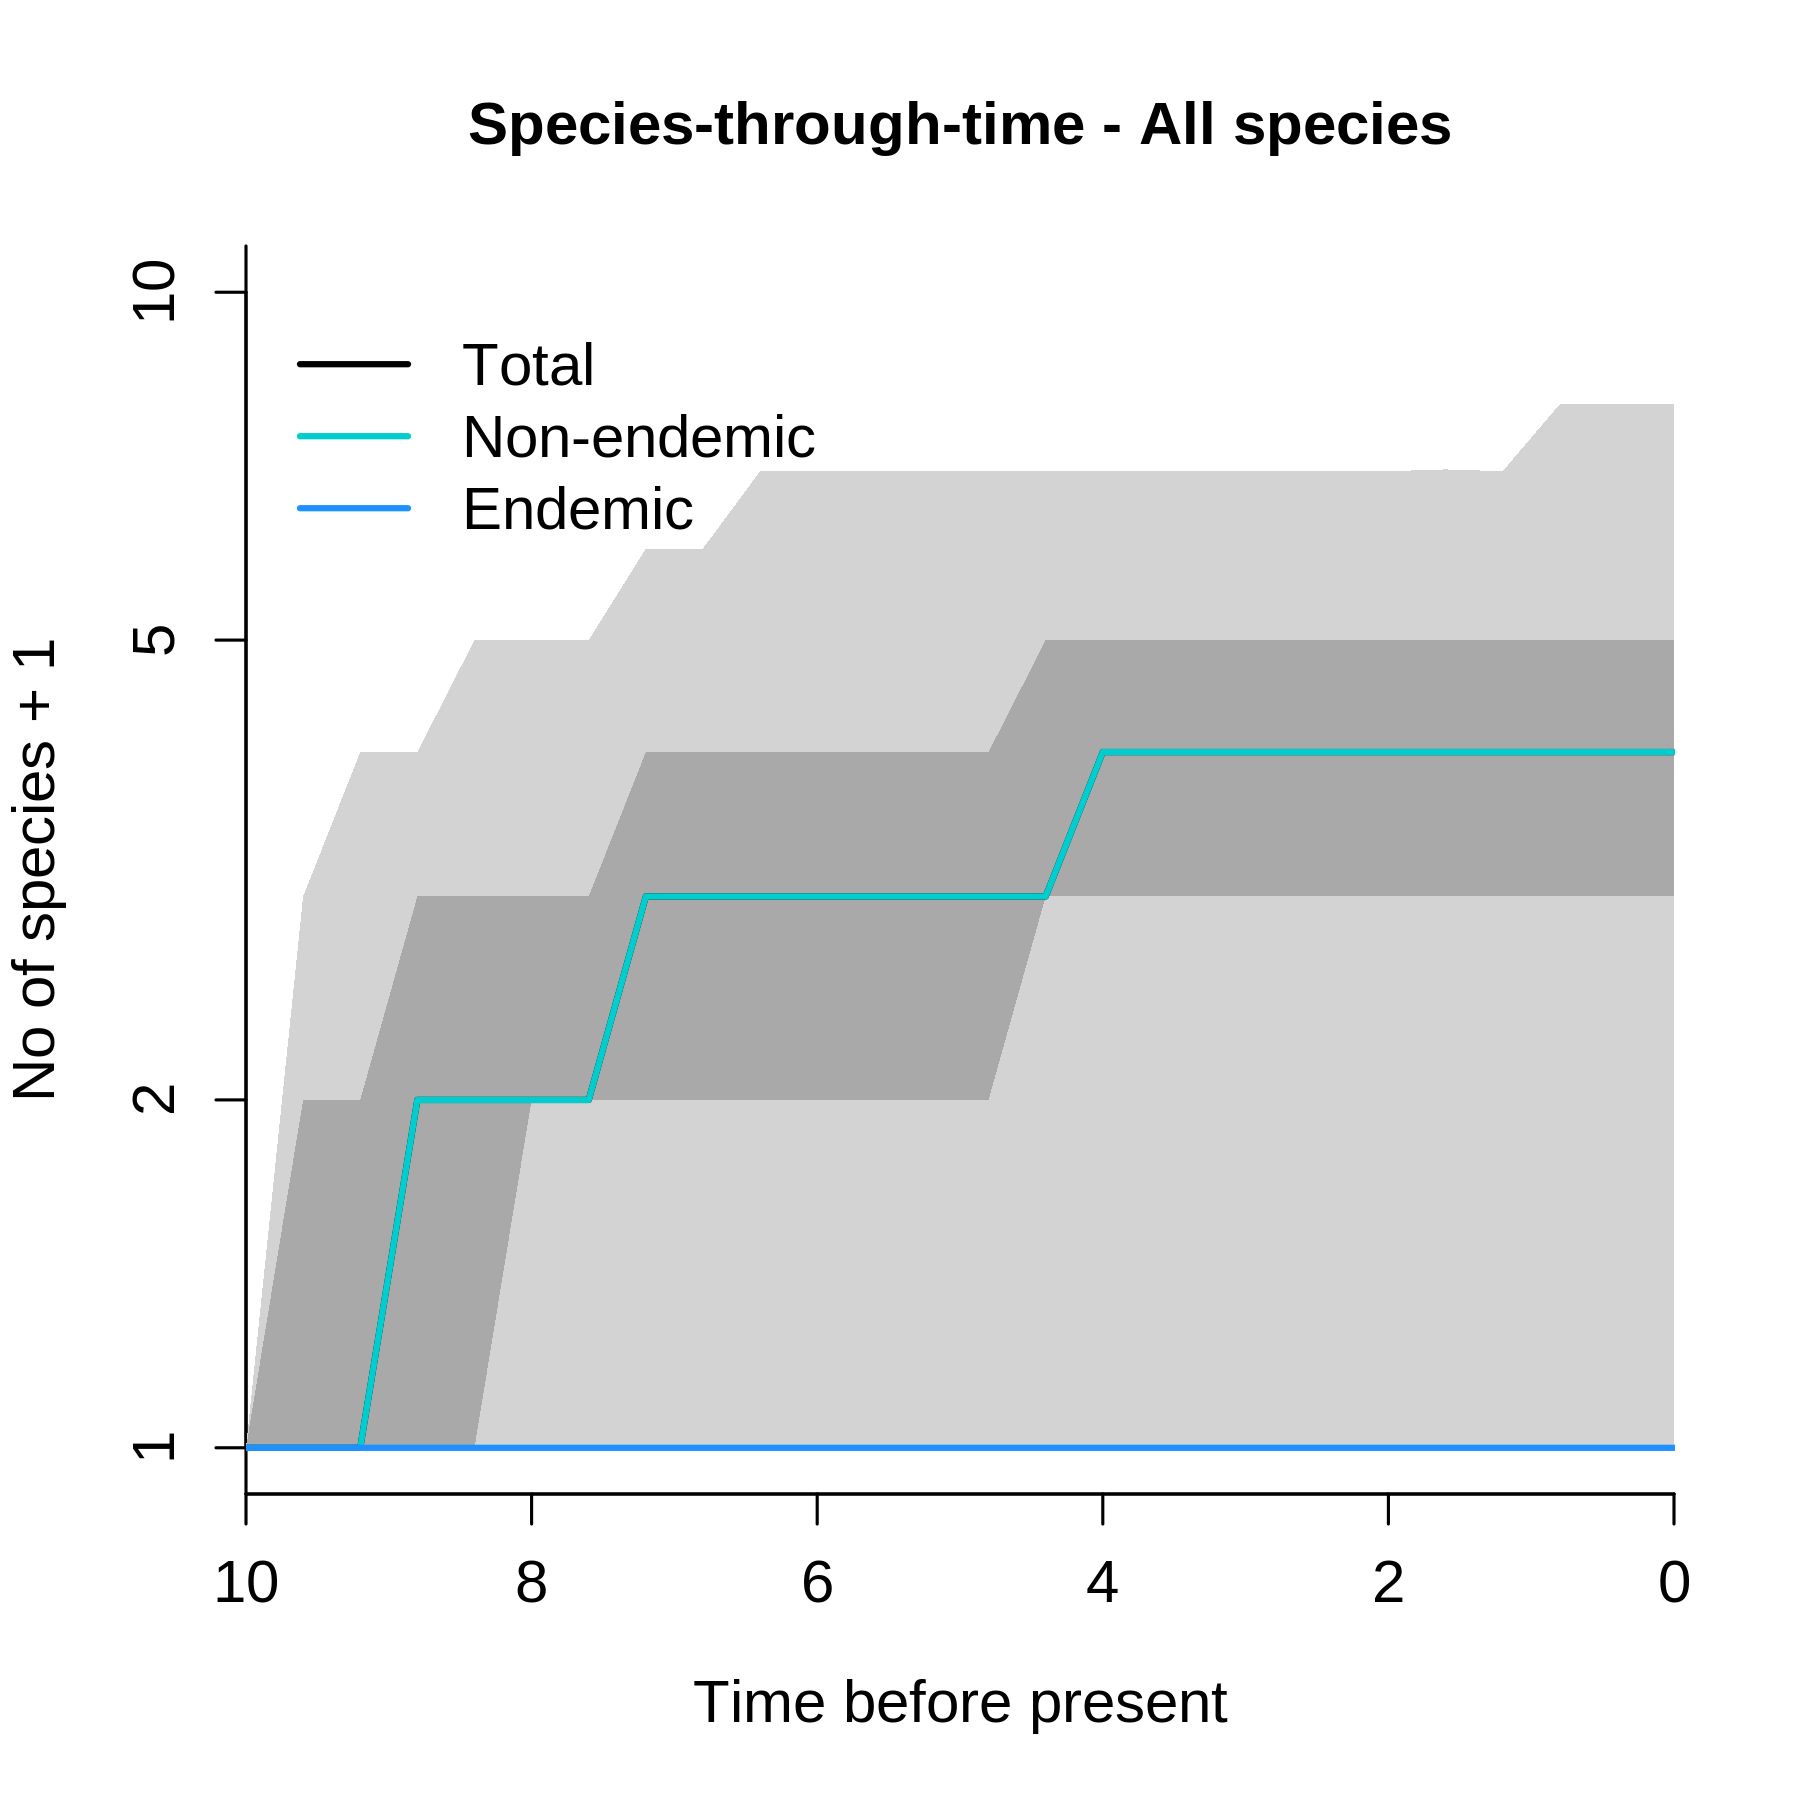 Species-through-time - All species
10
5
2
1
No of species + 1
Total
Non-endemic
Endemic
10 8 6 4 2 0
Time before present